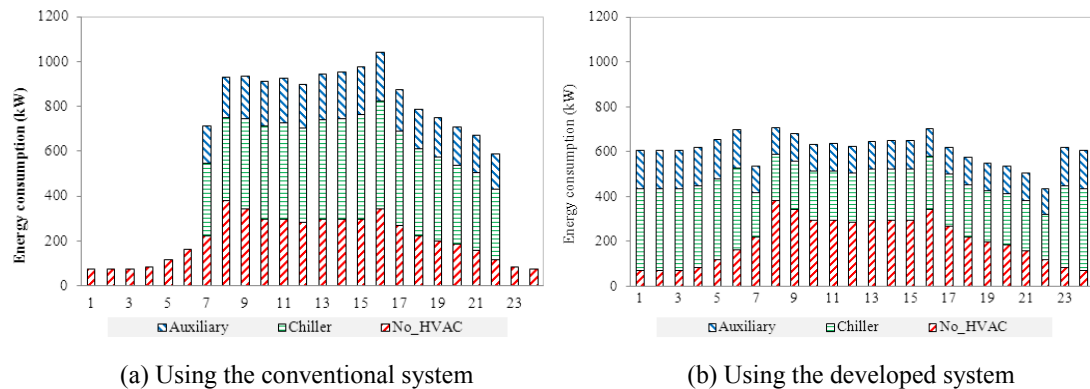 1200
1000
800
600
400
200
0
Energy consumption (kW)
1 3 5 7 9 11 13 15 17 19 21 23
Auxiliary Chiller No_HVAC
(a) Using the conventional system
1200
1000
800
600
400
200
0
Energy consumption (kW)
1 3 5 7 9 11 13 15 17 19 21 23
Auxiliary Chiller No_HVAC
(b) Using the developed system